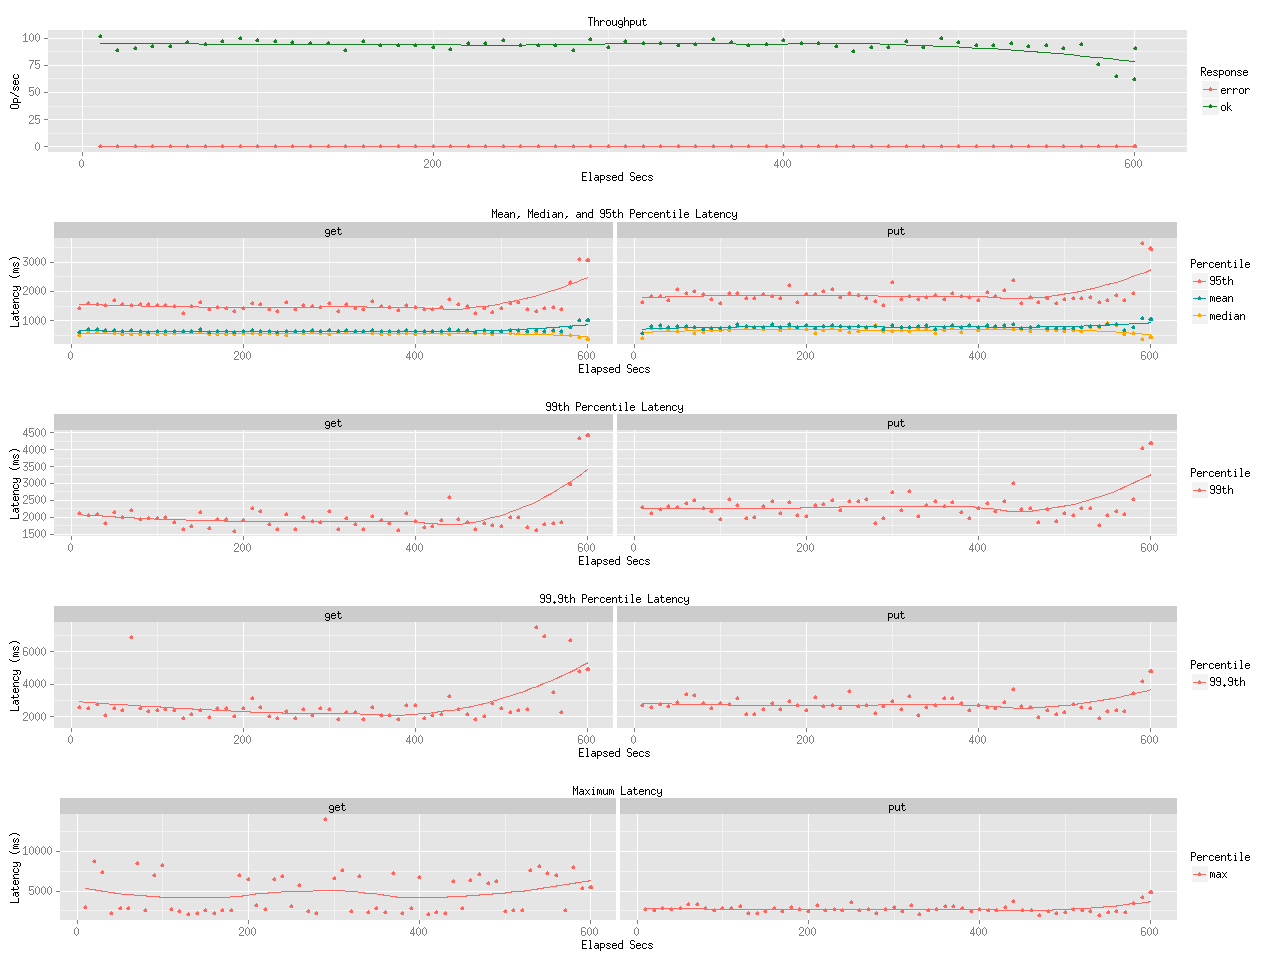 Throughput
100
75
50
25
0
Op/sec
0 200 400 600
Elapsed Secs
Response
error
ok
Mean, Median, and 95th Percentile Latency
get put
3000
2000
1000
Latency (ms)
0 200 400 600 0 200 400 600
Elapsed Secs
Percentile
95th
mean
median
99th Percentile Latency
get put
4500
4000
3500
3000
2500
2000
1500
Latency (ms)
0 200 400 600 0 200 400 600
Elapsed Secs
Percentile
99th
99.9th Percentile Latency
get put
6000
4000
2000
Latency (ms)
0 200 400 600 0 200 400 600
Elapsed Secs
Percentile
99.9th
Maximum Latency
get put
10000
5000
Latency (ms)
0 200 400 600 0 200 400 600
Elapsed Secs
Percentile
max